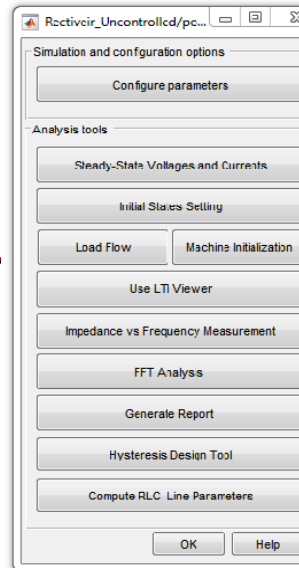 Rectiveir_Uncontrolled/po...
Simulation and configuration options
Configure parameters
Analysis tools
Steady-State Voltages and Currents
Initial States Setting
Load Flow Machine Initialization
Use LTI Viewer
Impedance vs Frequency Measurement
FFT Analysis
Generate Report
Hysteresis Design Tool
Compute RLC Line Parameters
OK Help